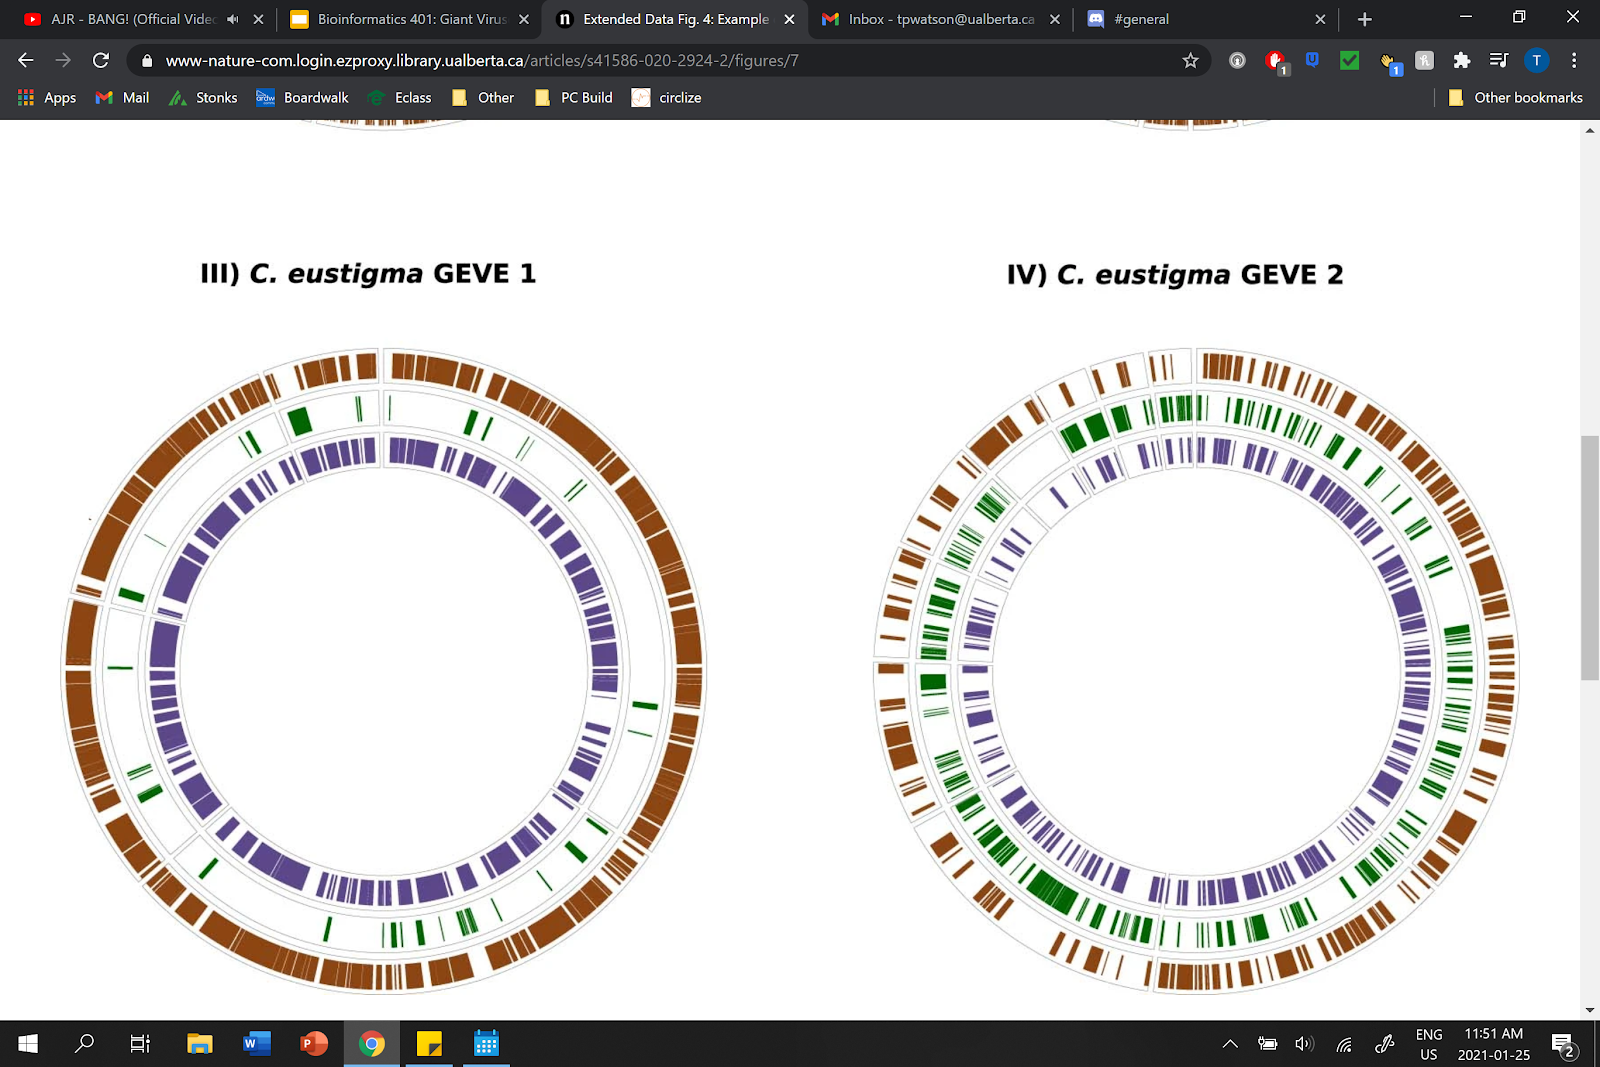 AJR - BANG! (Official Vide
Bioinformatics 401: Giant Virus
n
Extended Data Fig. 4: Example
Inbox - tpwatson@ualberta.ca
#general
www-nature-com.login.ezproxy.library.ualberta.ca/articles/s41586-020-2924-2/figures/7
1
1
T
Apps
Mail
Stonks
Boardwalk
Eclass
Other
PC Build
circlize
Other bookmarks
III) C. eustigma GEVE 1
IV) C. eustigma GEVE 2
ENG
US
11:51 AM
2021-01-25
2